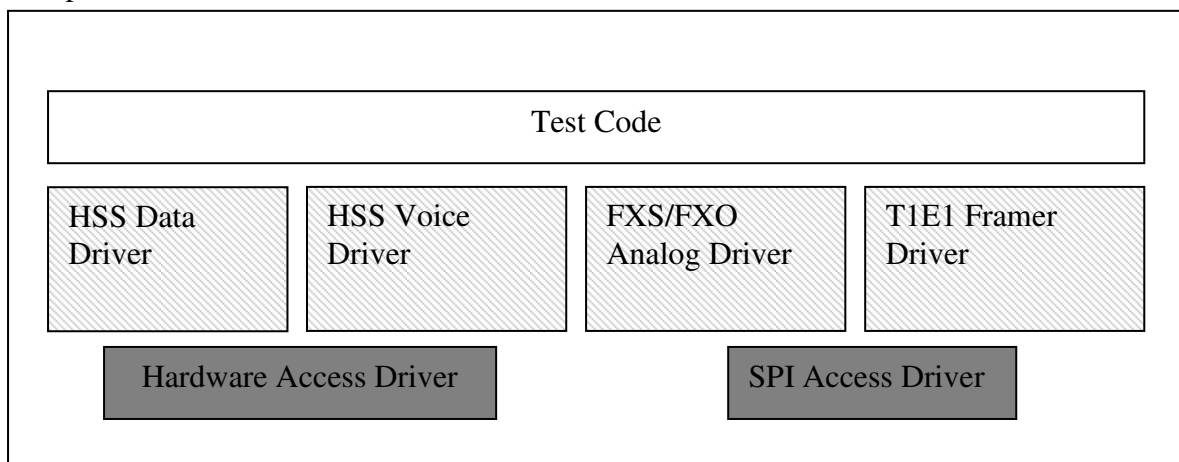 Test Code
HSS Data
Driver
HSS Voice
Driver
FXS/FXO
Analog Driver
T1E1 Framer
Driver
Hardware Access Driver
SPI Access Driver